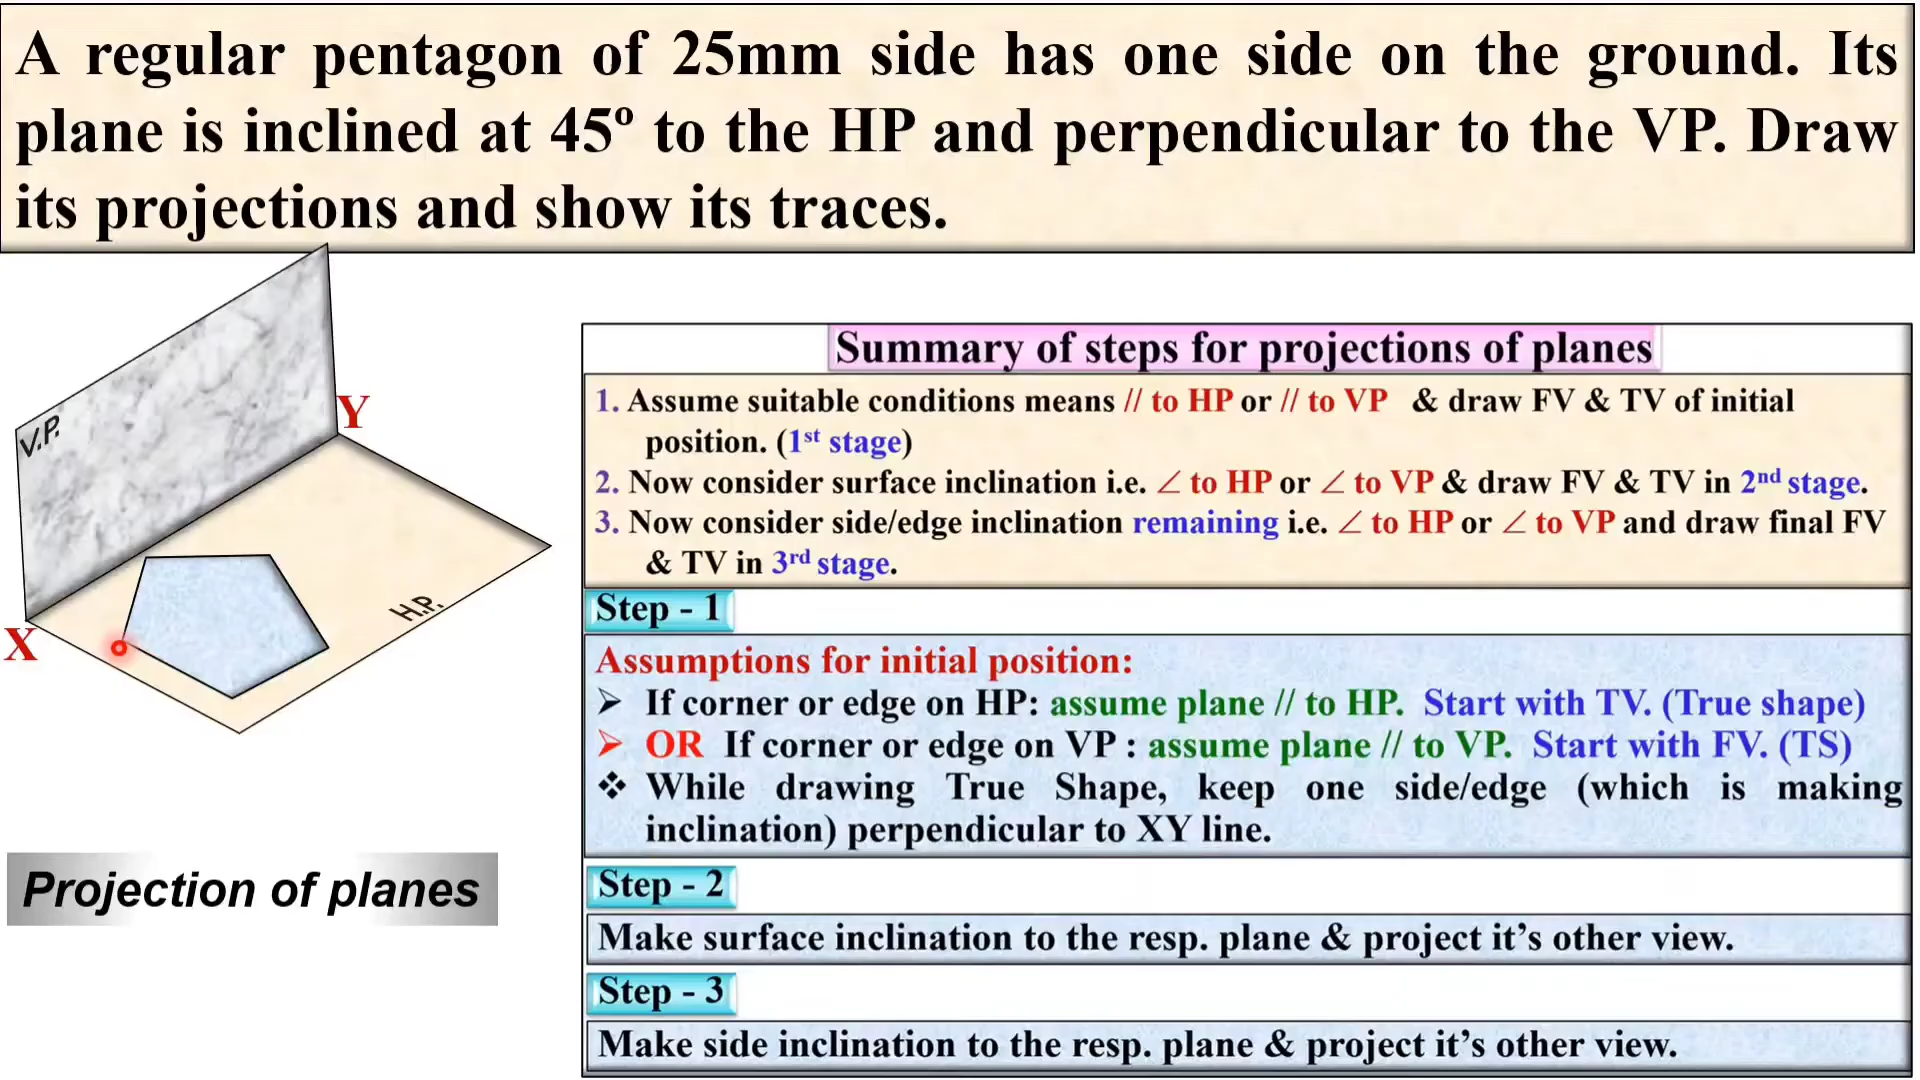 A regular pentagon of 25mm side has one side on the ground. Its
plane is inclined at 45º to the HP and perpendicular to the VP. Draw
its projections and show its traces.
V.P.
Y
X
H.P.
Projection of planes
Summary of steps for projections of planes
1. Assume suitable conditions means // to HP or // to VP & draw FV & TV of initial
position. (1st stage)
2. Now consider surface inclination i.e. ∠ to HP or ∠ to VP & draw FV & TV in 2nd stage.
3. Now consider side/edge inclination remaining i.e. ∠ to HP or ∠ to VP and draw final FV
& TV in 3rd stage.
Step - 1
Assumptions for initial position:
➢ If corner or edge on HP: assume plane // to HP. Start with TV. (True shape)
➢ OR If corner or edge on VP : assume plane // to VP. Start with FV. (TS)
❖ While drawing True Shape, keep one side/edge (which is making
inclination) perpendicular to XY line.
Step - 2
Make surface inclination to the resp. plane & project it’s other view.
Step - 3
Make side inclination to the resp. plane & project it’s other view.